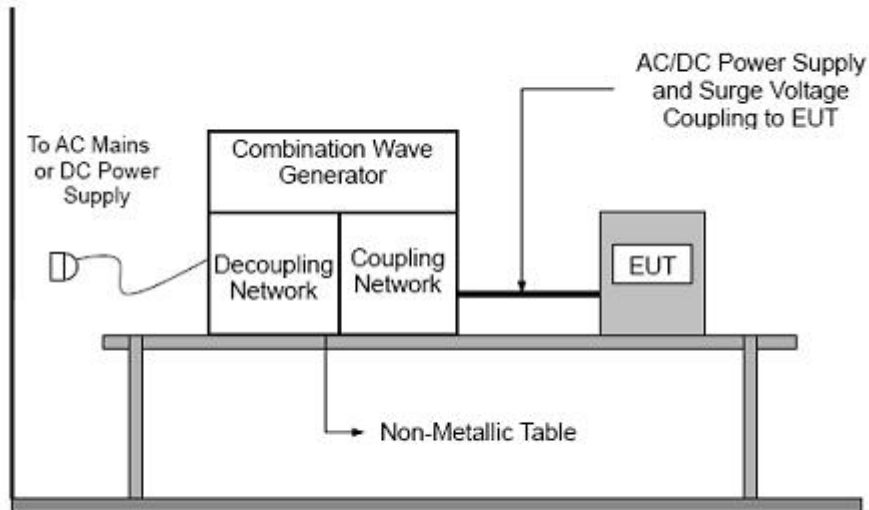 AC/DC Power Supply
and Surge Voltage
Coupling to EUT
To AC Mains
or DC Power
Supply
Combination Wave
Generator
Decoupling
Network
Coupling
Network
EUT
Non-Metallic Table